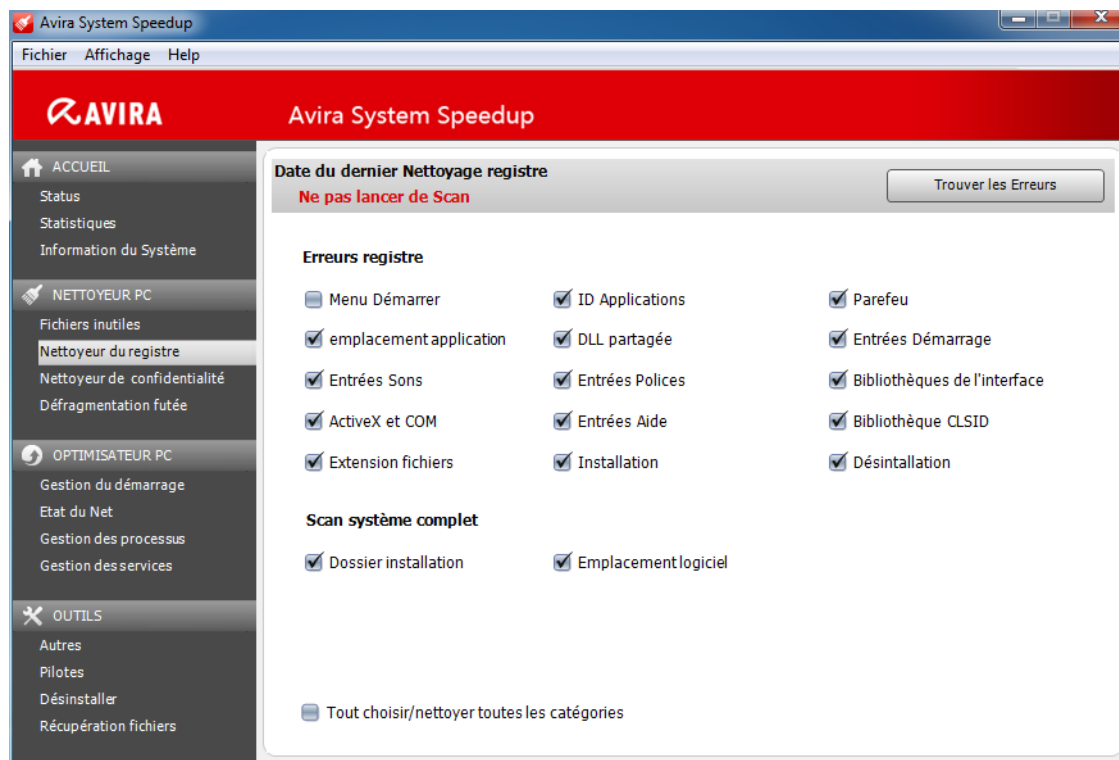 Avira System Speedup
Fichier Affichage Help
AVIRA
Avira System Speedup
ACCUEIL
Status
Statistiques
Information du Système
NETTOYEUR PC
Fichiers inutiles
Nettoyeur du registre
Nettoyeur de confidentialité
Défragmentation futée
OPTIMISATEUR PC
Gestion du démarrage
Etat du Net
Gestion des processus
Gestion des services
OUTILS
Autres
Pilotes
Désinstaller
Récupération fichiers
Date du dernier Nettoyage registre
Ne pas lancer de Scan
Trouver les Erreurs
Erreurs registre
Menu Démarrer ID Applications Parefeu
emplacement application DLL partagée Entrées Démarrage
Entrées Sons Entrées Polices Bibliothèques de l'interface
ActiveX et COM Entrées Aide Bibliothèque CLSID
Extension fichiers Installation Désintallation
Scan système complet
Dossier installation Emplacement logiciel
Tout choisir/nettoyer toutes les catégories